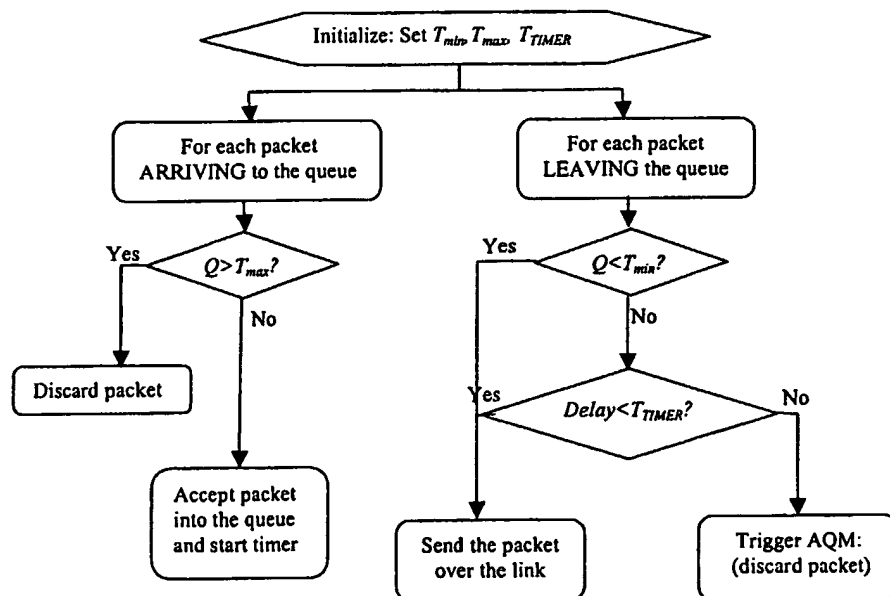 Initialize: Set Tmin, Tmax, TTIMER
For each packet
ARRIVING to the queue
For each packet
LEAVING the queue
Yes
Q>Tmax?
No
Discard packet
Accept packet
into the queue
and start timer
Yes
Q<Tmin?
No
Yes
Delay<TTIMER?
No
Send the packet
over the link
Trigger AQM:
(discard packet)